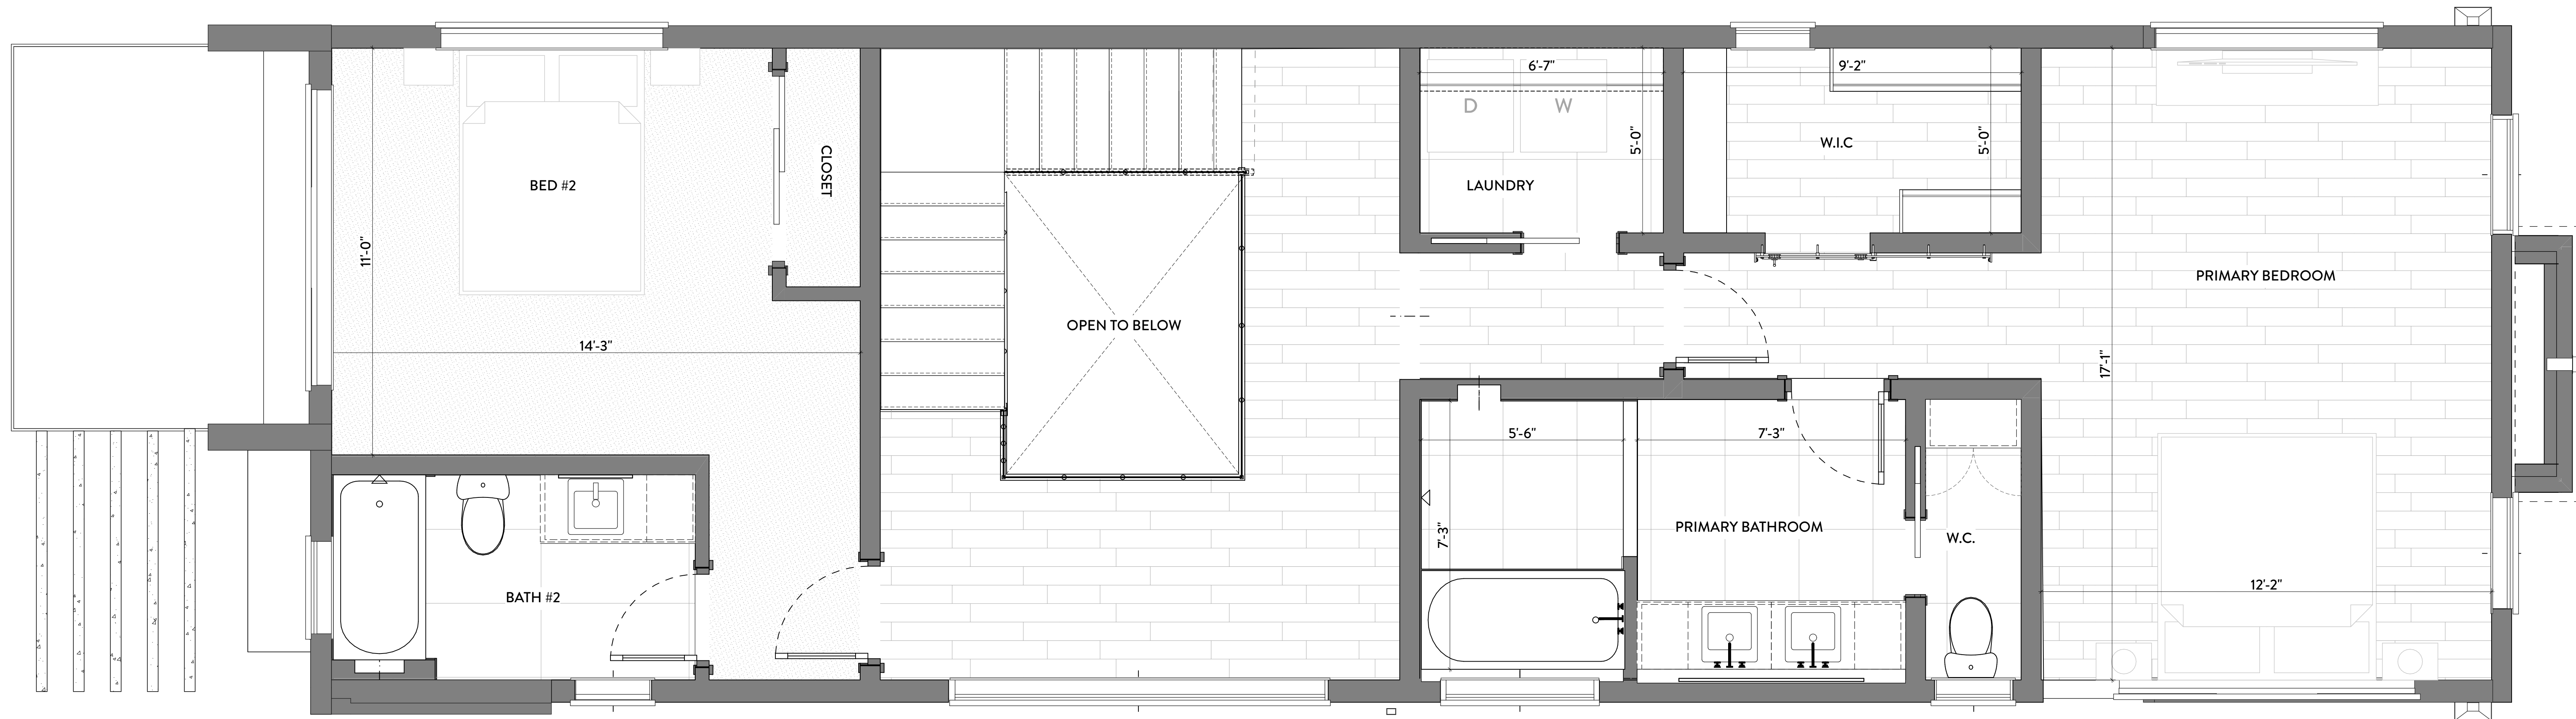 6'-7"
9'-2"
D
W
5'-0"
5'-0"
W.I.C
CLOSET
BED #2
LAUNDRY
11'-0"
PRIMARY BEDROOM
OPEN TO BELOW
14'-3"
17'-1"
5'-6"
7'-3"
7'-3"
PRIMARY BATHROOM
W.C.
BATH #2
12'-2"